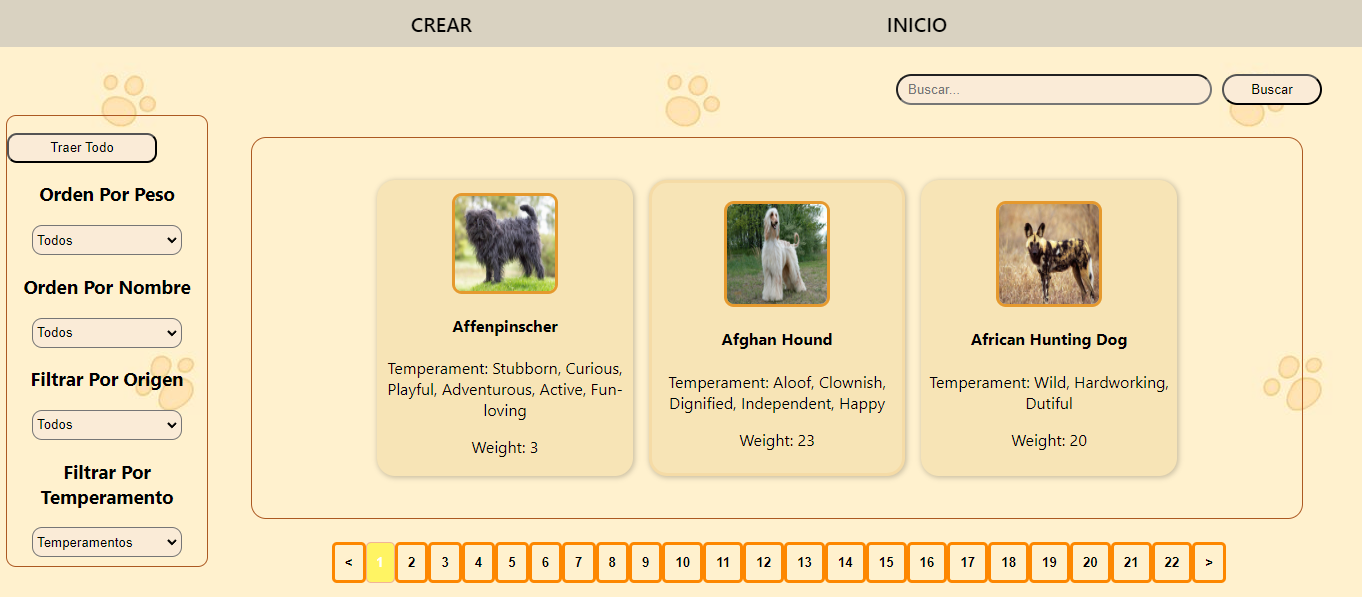 CREAR
INICIO
Buscar...
Buscar
Traer Todo
Orden Por Peso
Todos
Orden Por Nombre
Todos
Filtrar Por Origen
Todos
Filtrar Por
Temperamento
Temperamentos
Affenpinscher
Temperament: Stubborn, Curious,
Playful, Adventurous, Active, Fun-
loving
Weight: 3
Afghan Hound
Temperament: Aloof, Clownish,
Dignified, Independent, Happy
Weight: 23
African Hunting Dog
Temperament: Wild, Hardworking,
Dutiful
Weight: 20
< 1 2 3 4 5 6 7 8 9 10 11 12 13 14 15 16 17 18 19 20 21 22 >